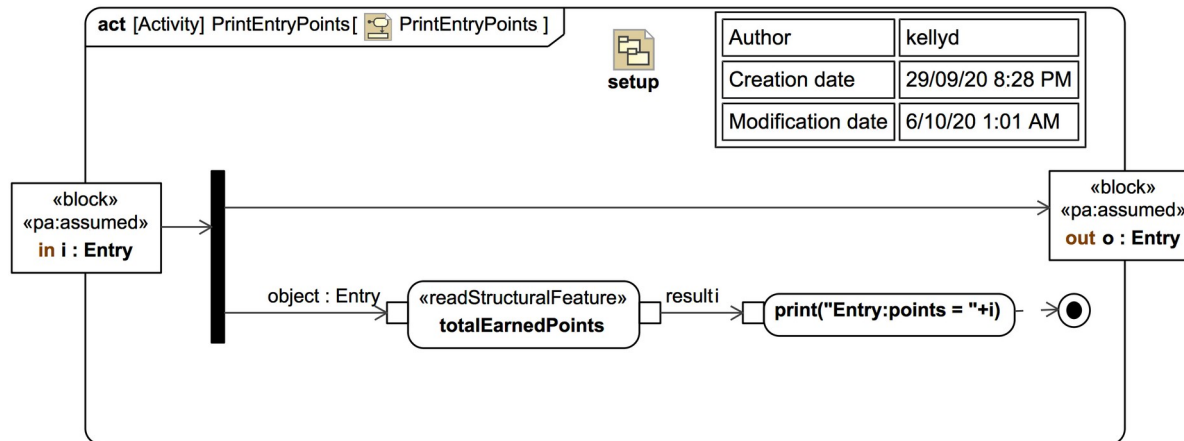 act [Activity] PrintEntryPoints[ PrintEntryPoints ]
setup
Author kellyd
Creation date 29/09/20 8:28 PM
Modification date 6/10/20 1:01 AM
«block»
«pa:assumed»
in i : Entry
«block»
«pa:assumed»
out o : Entry
object : Entry
«readStructuralFeature»
totalEarnedPoints
result i
print("Entry:points = "+i)